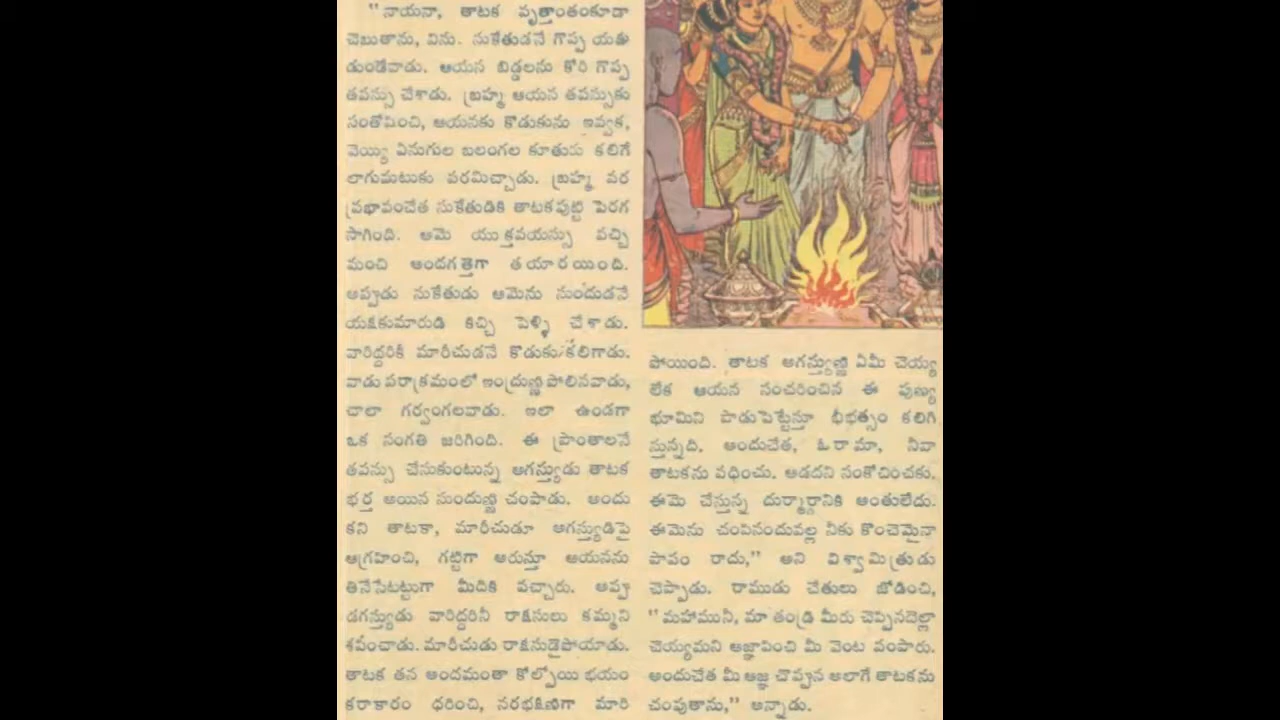 "నాయనా, తాటక వృత్తాంతంకూడా
చెబుతాను, విను. సుకేతుడనే గొప్ప యక్షు
డుండేవాడు. ఆయన బిడ్డలను కోరి గొప్ప
తపస్సు చేశాడు. బ్రహ్మ ఆయన తపస్సుకు
సంతోషించి, ఆయనకు కొడుకును ఇవ్వక,
వెయ్యి ఏనుగుల బలంగల కూతురు కలిగే
లాగుమటుకు వరమిచ్చాడు. బ్రహ్మ వర
ప్రభావంచేత సుకేతుడికి తాటకపుట్టి పెరగ
సాగింది. ఆమె యుక్తవయస్సు వచ్చి
మంచి అందగత్తెగా తయారయింది.
అప్పుడు సుకేతుడు ఆమెను సుందుడనే
యక్షకుమారుడి కిచ్చి పెళ్ళి చేశాడు.
వారిద్దరికీ మారీచుడనే కొడుకు కలిగాడు.
వాడు పరాక్రమంలో ఇంద్రుణ్ణి పోలినవాడు,
చాలా గర్వంగలవాడు. ఇలా ఉండగా
ఒక సంగతి జరిగింది. ఈ ప్రాంతాలనే
తపస్సు చేసుకుంటున్న అగస్త్యుడు తాటక
భర్త అయిన సుందుణ్ణి చంపాడు. అందు
కని తాటకా, మారీచుడూ అగస్త్యుడిపై
ఆగ్రహించి, గట్టిగా అరుస్తూ ఆయనను
తినేసేటట్టుగా మీదికి వచ్చారు. అప్పు
డగస్త్యుడు వారిద్దరినీ రాక్షసులు కమ్మని
శపించాడు. మారీచుడు రాక్షసుడైపోయాడు.
తాటక తన అందమంతా కోల్పోయి భయం
కరాకారం ధరించి, నరభక్షిణిగా మారి
పోయింది. తాటక అగస్త్యుణ్ణి ఏమీ చెయ్య
లేక ఆయన సంచరించిన ఈ పుణ్య
భూమిని పాడుపెట్టేస్తూ భీభత్సం కలిగి
స్తున్నది. అందుచేత, ఓ రామా, నీవా
తాటకను వధించు. ఆడదని సంకోచించకు.
ఈమె చేస్తున్న దుర్మార్గానికి అంతులేదు.
ఈమెను చంపినందువల్ల నీకు కొంచెమైనా
పాపం రాదు," అని విశ్వామిత్రుడు
చెప్పాడు. రాముడు చేతులు జోడించి,
"మహామునీ, మా తండ్రి మీరు చెప్పినదెల్లా
చెయ్యమని ఆజ్ఞాపించి మీ వెంట పంపారు.
అందుచేత మీ ఆజ్ఞ చొప్పున అలాగే తాటకను
చంపుతాను," అన్నాడు.